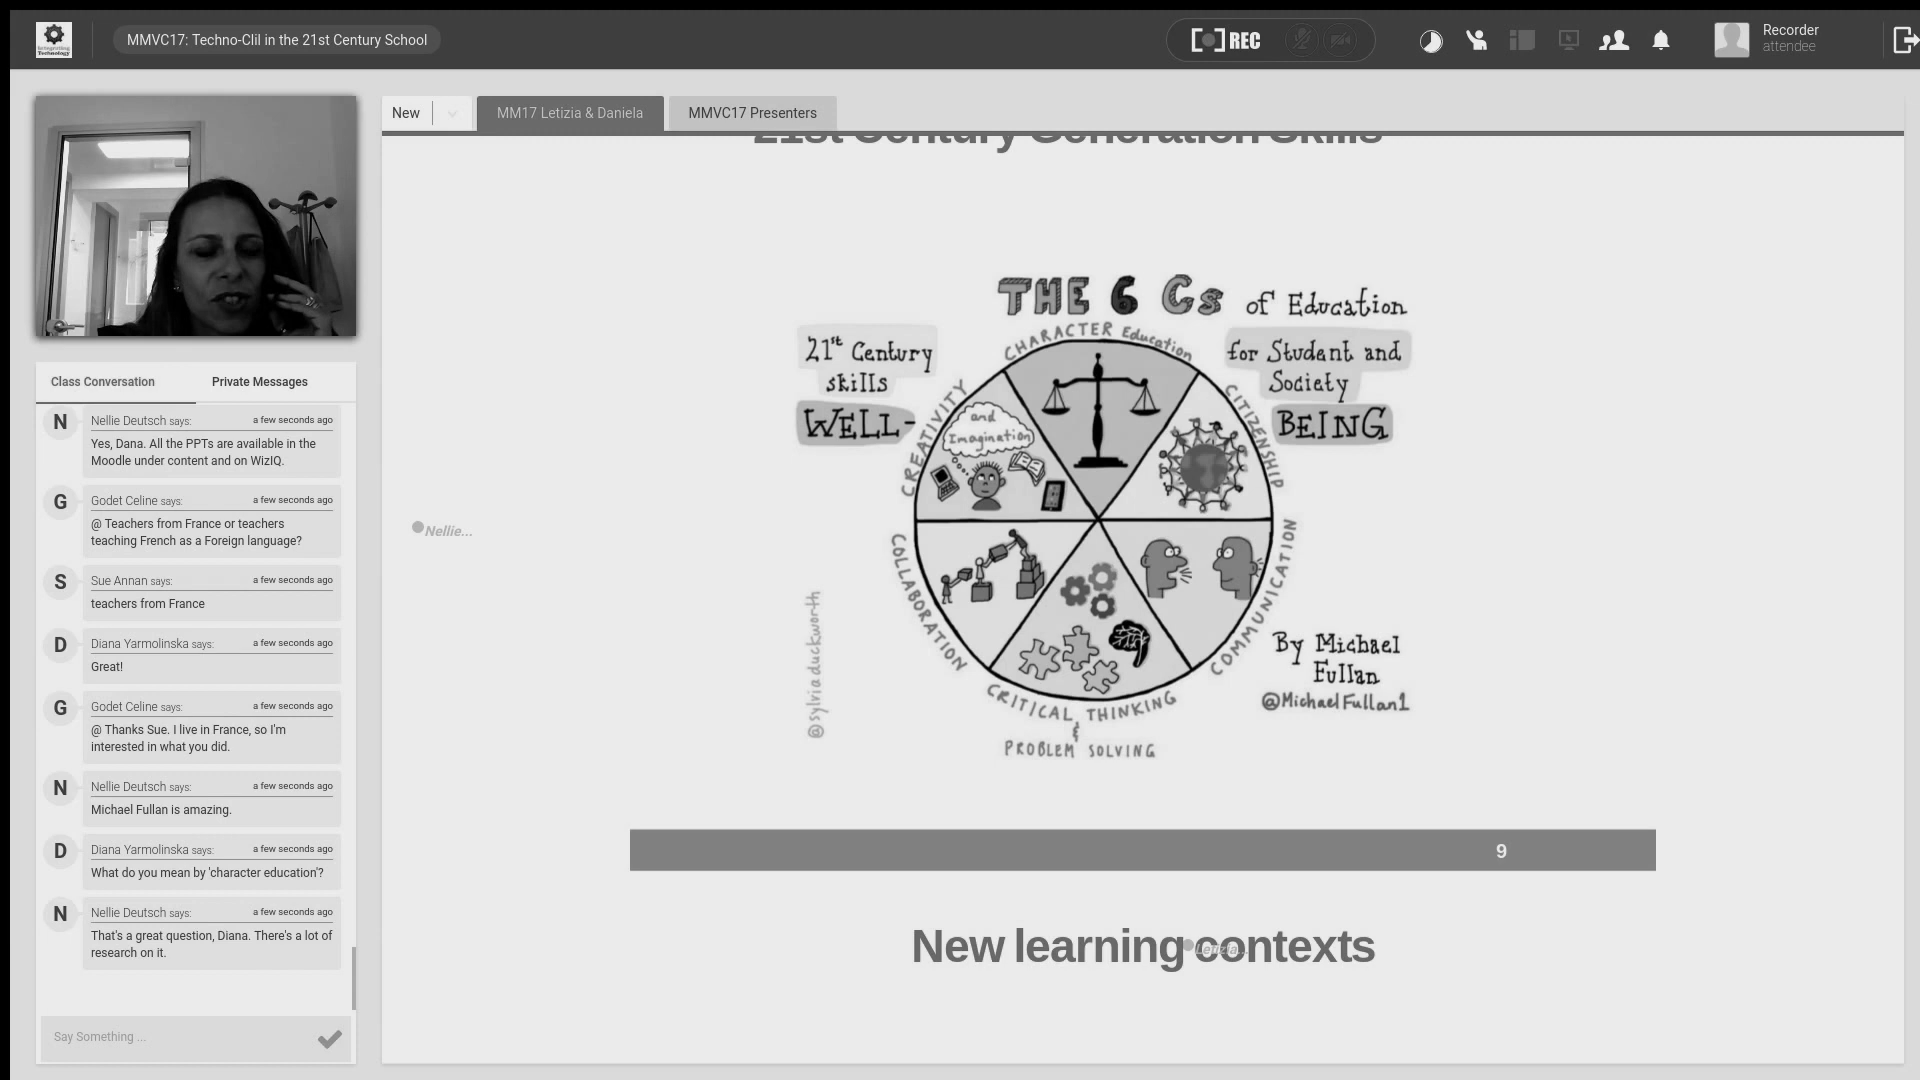 MMVC17: Techno-Clil in the 21st Century School
REC
Recorder
attendee
New
MM17 Letizia & Daniela
MMVC17 Presenters
21st Century Generation Skills
Class Conversation
Private Messages
Nellie Deutsch says:
a few seconds ago
Yes, Dana. All the PPTs are available in the
Moodle under content and on WizIQ.
Godet Celine says:
a few seconds ago
@ Teachers from France or teachers
teaching French as a Foreign language?
Sue Annan says:
a few seconds ago
teachers from France
Diana Yarmolinska says:
a few seconds ago
Great!
Godet Celine says:
a few seconds ago
@ Thanks Sue. I live in France, so I'm
interested in what you did.
Nellie Deutsch says:
a few seconds ago
Michael Fullan is amazing.
Diana Yarmolinska says:
a few seconds ago
What do you mean by 'character education'?
Nellie Deutsch says:
a few seconds ago
That's a great question, Diana. There's a lot of
research on it.
Say Something ...
N
G
S
D
G
N
D
N
THE 6 Cs of Education
21st Century
skills
WELL-
for Student and
Society
BEING
CHARACTER Education
CREATIVITY
and
Imagination
CITIZENSHIP
COLLABORATION
COMMUNICATION
CRITICAL THINKING
&
PROBLEM SOLVING
@sylviaduckworth
By Michael
Fullan
@MichaelFullan1
Nellie...
9
New learning contexts
Letizia...